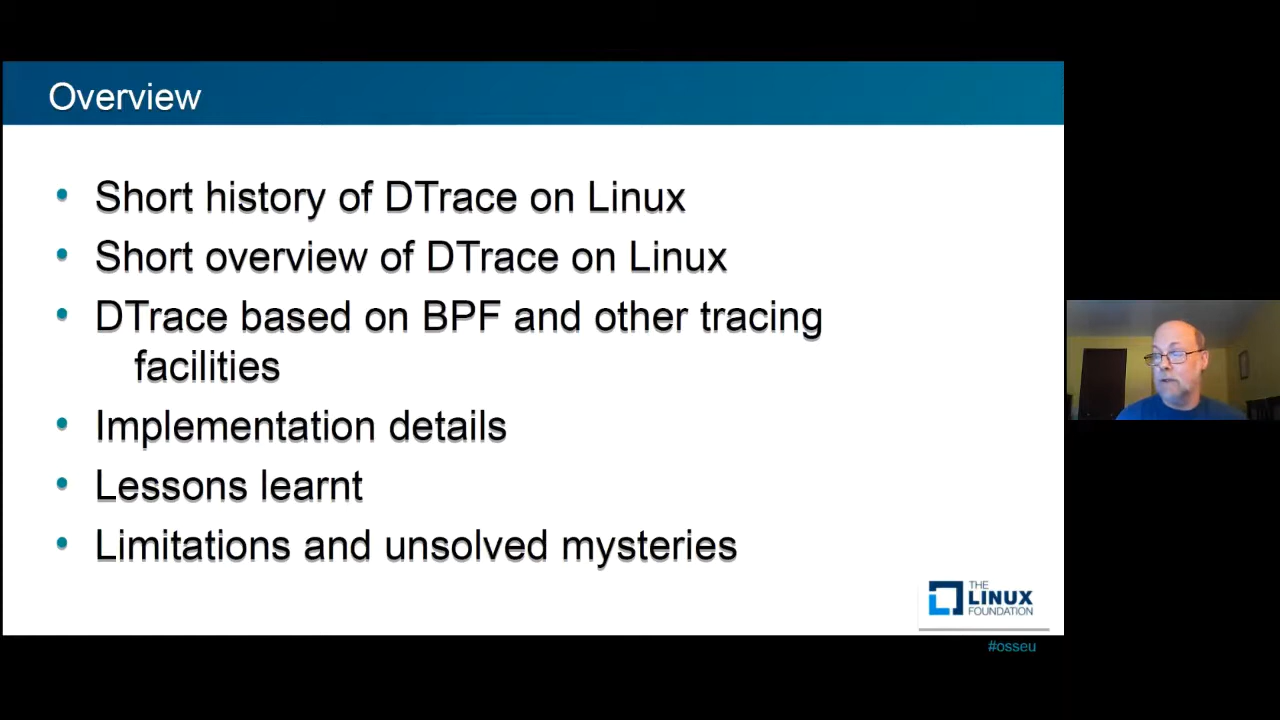 Overview
• Short history of DTrace on Linux
• Short overview of DTrace on Linux
• DTrace based on BPF and other tracing
facilities
• Implementation details
• Lessons learnt
• Limitations and unsolved mysteries
THE
LINUX
FOUNDATION
#osseu